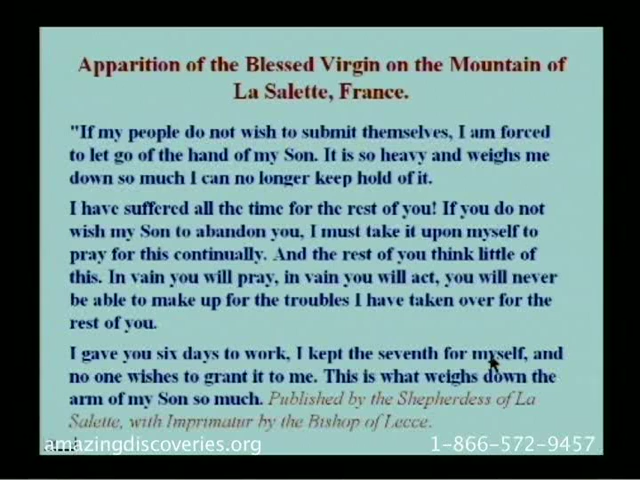 Apparition of the Blessed Virgin on the Mountain of
La Salette, France.
"If my people do not wish to submit themselves, I am forced
to let go of the hand of my Son. It is so heavy and weighs me
down so much I can no longer keep hold of it.
I have suffered all the time for the rest of you! If you do not
wish my Son to abandon you, I must take it upon myself to
pray for this continually. And the rest of you think little of
this. In vain you will pray, in vain you will act, you will never
be able to make up for the troubles I have taken over for the
rest of you.
I gave you six days to work, I kept the seventh for myself, and
no one wishes to grant it to me. This is what weighs down the
arm of my Son so much. Published by the Shepherdess of La
Salette, with Imprimatur by the Bishop of Lecce.
amazingdiscoveries.org 1-866-572-9457